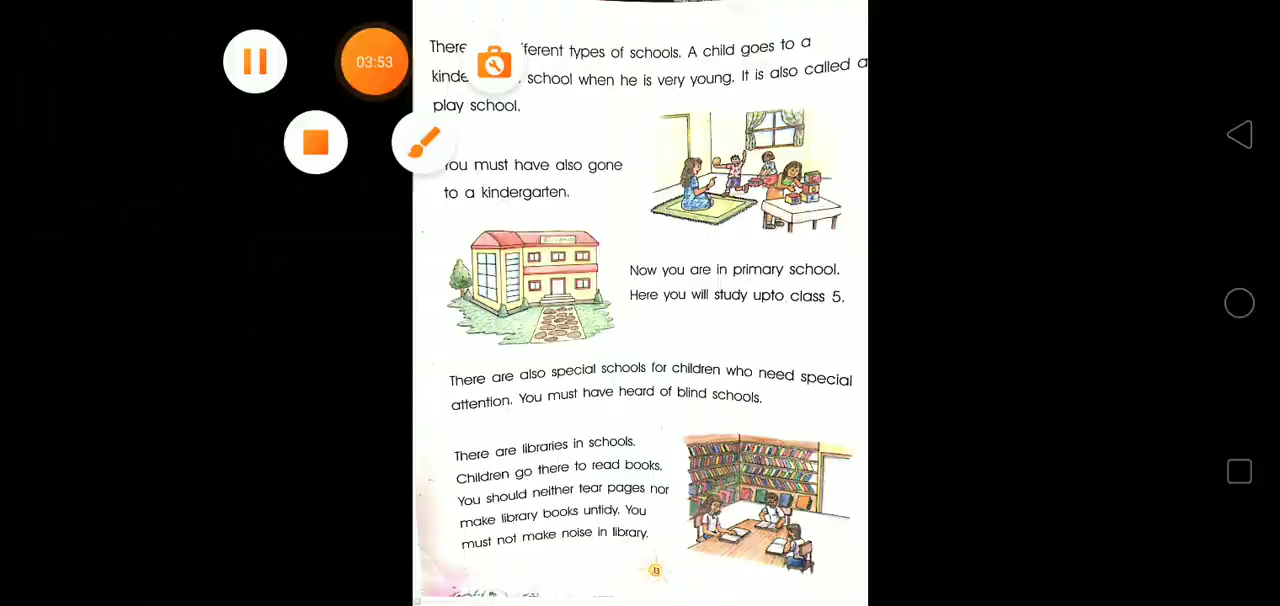 03:53
There fferent types of schools. A child goes to a
kinde school when he is very young. It is also called a
play school.
You must have also gone
to a kindergarten.
Now you are in primary school.
Here you will study upto class 5.
There are also special schools for children who need special
attention. You must have heard of blind schools.
There are libraries in schools.
Children go there to read books.
You should neither tear pages nor
make library books untidy. You
must not make noise in library.
13